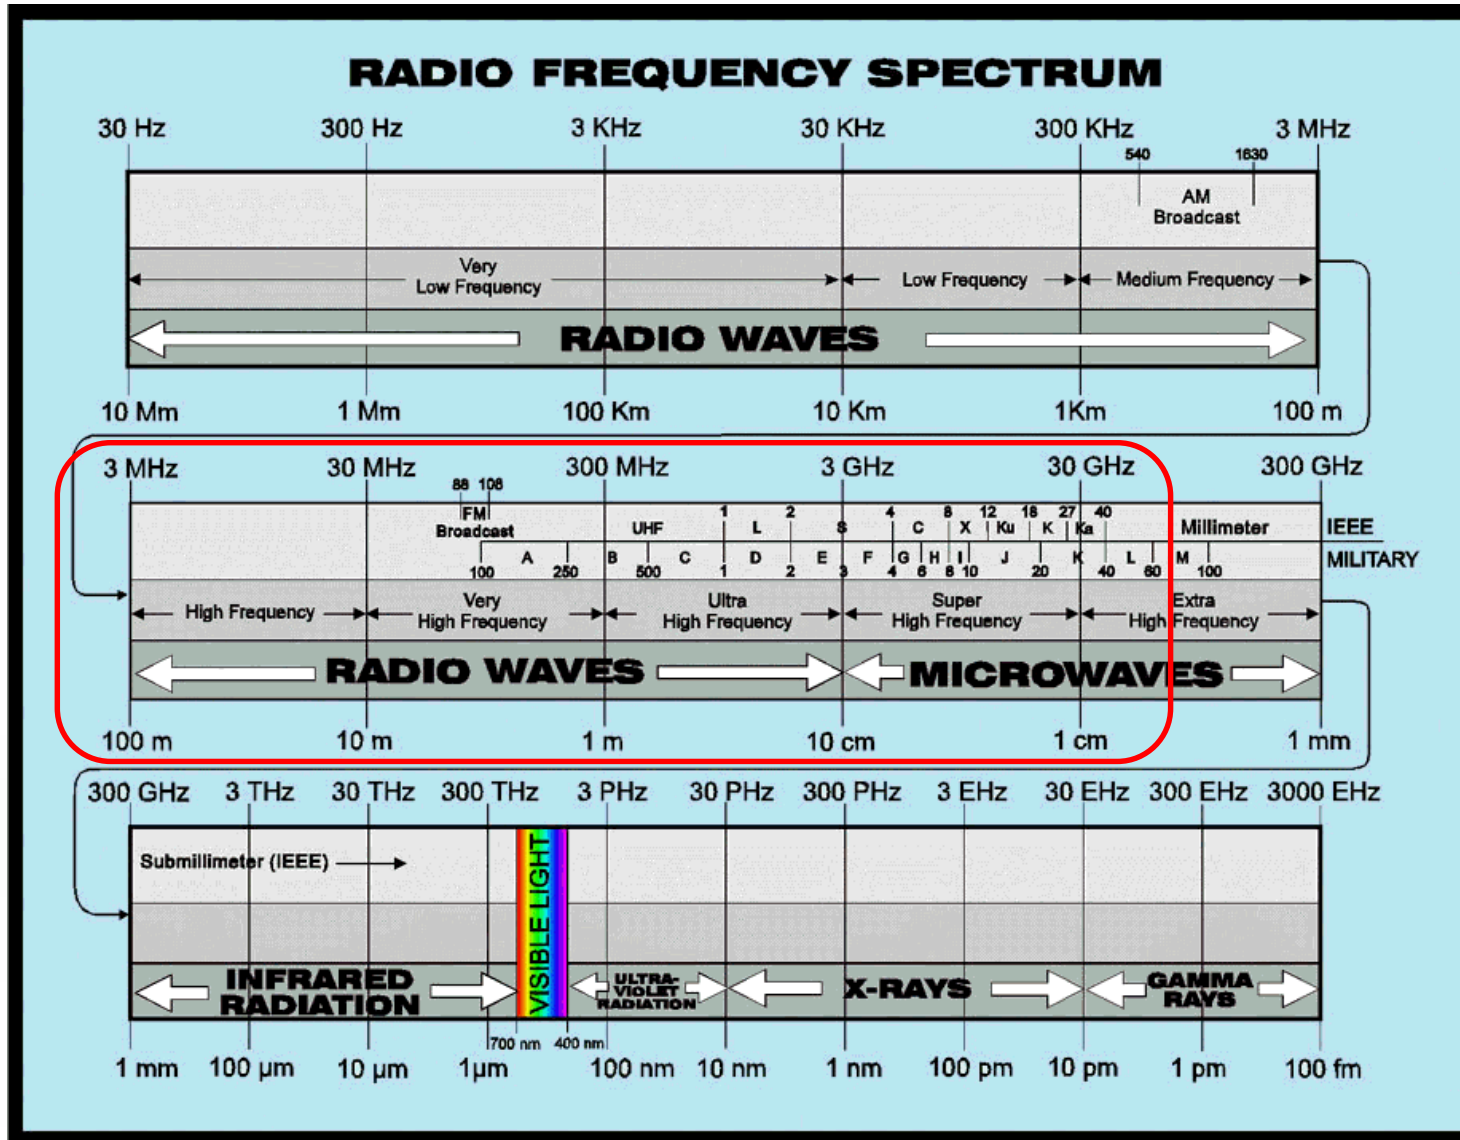 RADIO FREQUENCY SPECTRUM
30 Hz 300 Hz 3 KHz 30 KHz 300 KHz 3 MHz
540 1630
AM
Broadcast
Very
Low Frequency
Low Frequency
Medium Frequency
RADIO WAVES
10 Mm 1 Mm 100 Km 10 Km 1Km 100 m
3 MHz 30 MHz 300 MHz 3 GHz 30 GHz 300 GHz
88 108
FM
Broadcast
1 2 4 8 12 18 27 40
UHF L S C X Ku K Ka Millimeter IEEE
A B C D E F G H I J K L M MILITARY
100 250 500 1 2 3 4 6 8 10 20 40 60 100
High Frequency
Very
High Frequency
Ultra
High Frequency
Super
High Frequency
Extra
High Frequency
RADIO WAVES MICROWAVES
100 m 10 m 1 m 10 cm 1 cm 1 mm
300 GHz 3 THz 30 THz 300 THz 3 PHz 30 PHz 300 PHz 3 EHz 30 EHz 300 EHz 3000 EHz
Submillimeter (IEEE)
VISIBLE LIGHT
INFRARED
RADIATION
ULTRA-
VIOLET
RADIATION
X-RAYS
GAMMA
RAYS
700 nm 400 nm
1 mm 100 µm 10 µm 1µm 100 nm 10 nm 1 nm 100 pm 10 pm 1 pm 100 fm